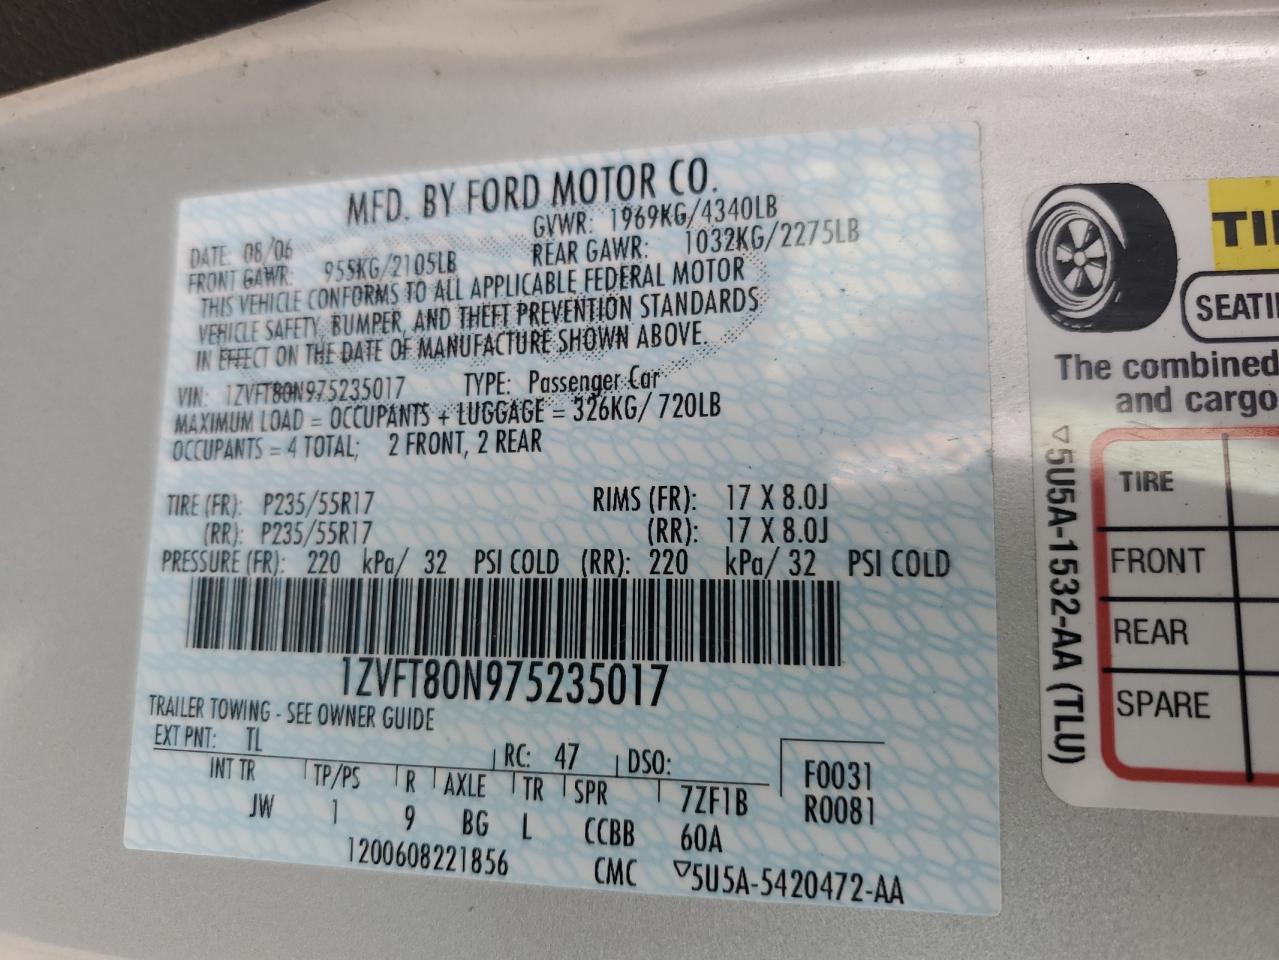 MFD. BY FORD MOTOR CO.
DATE: 08/06 GVWR: 1969KG/4340LB
FRONT GAWR: 955KG/2105LB REAR GAWR: 1032KG/2275LB
THIS VEHICLE CONFORMS TO ALL APPLICABLE FEDERAL MOTOR
VEHICLE SAFETY, BUMPER, AND THEFT PREVENTION STANDARDS
IN EFFECT ON THE DATE OF MANUFACTURE SHOWN ABOVE.
VIN: 1ZVFT80N975235017 TYPE: Passenger Car
MAXIMUM LOAD = OCCUPANTS + LUGGAGE = 326KG/ 720LB
OCCUPANTS = 4 TOTAL; 2 FRONT, 2 REAR
TIRE (FR): P235/55R17 RIMS (FR): 17 X 8.0J
(RR): P235/55R17 (RR): 17 X 8.0J
PRESSURE (FR): 220 kPa/ 32 PSI COLD (RR): 220 kPa/ 32 PSI COLD
1ZVFT80N975235017
TRAILER TOWING - SEE OWNER GUIDE
EXT PNT: TL RC: 47 DSO: F0031
INT TR TP/PS R AXLE TR SPR 7ZF1B R0081
JW 1 9 BG L CCBB 60A
1200608221856 CMC ▽5U5A-5420472-AA
TI
SEATI
The combined
and cargo
▽5U5A-1532-AA (TLU)
TIRE
FRONT
REAR
SPARE